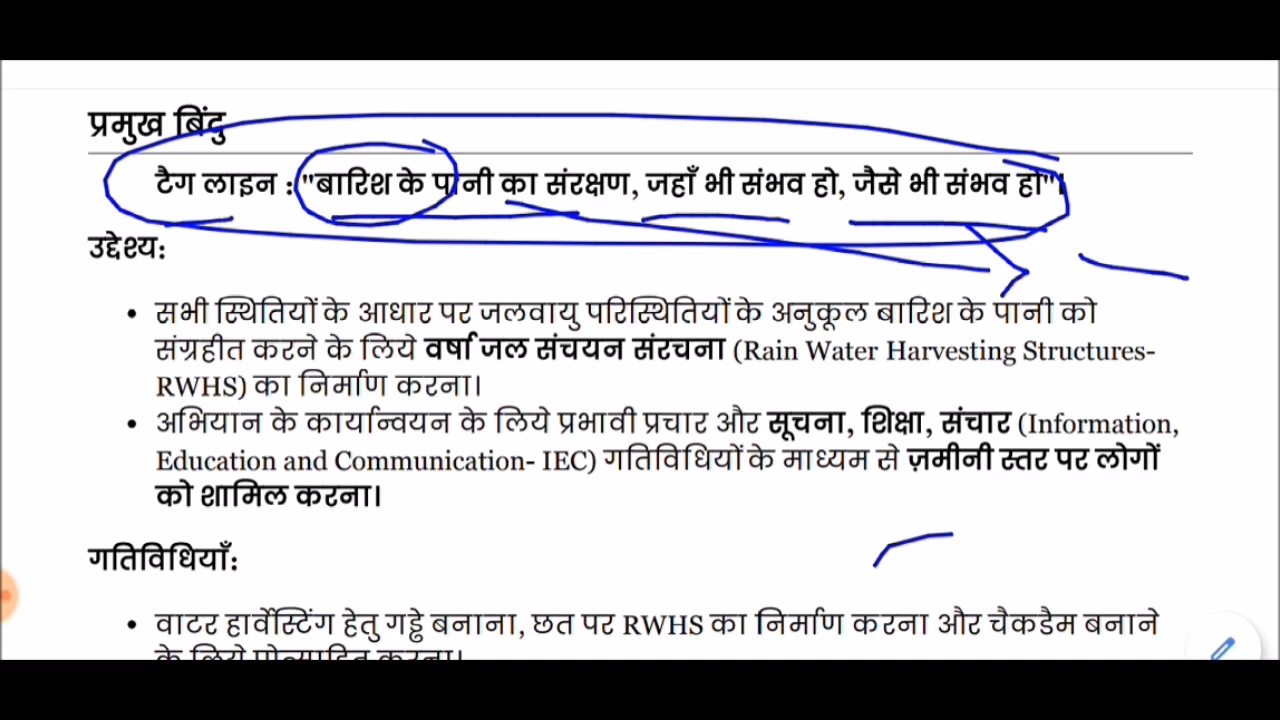 प्रमुख बिंदु
टैग लाइन : "बारिश के पानी का संरक्षण, जहाँ भी संभव हो, जैसे भी संभव हो"।
उद्देश्य:
• सभी स्थितियों के आधार पर जलवायु परिस्थितियों के अनुकूल बारिश के पानी को
संग्रहीत करने के लिये वर्षा जल संचयन संरचना (Rain Water Harvesting Structures-
RWHS) का निर्माण करना।
• अभियान के कार्यान्वयन के लिये प्रभावी प्रचार और सूचना, शिक्षा, संचार (Information,
Education and Communication- IEC) गतिविधियों के माध्यम से ज़मीनी स्तर पर लोगों
को शामिल करना।
गतिविधियाँ:
• वाटर हार्वेस्टिंग हेतु गड्ढे बनाना, छत पर RWHS का निर्माण करना और चैकडैम बनाने
के लिये प्रोत्साहित करना।